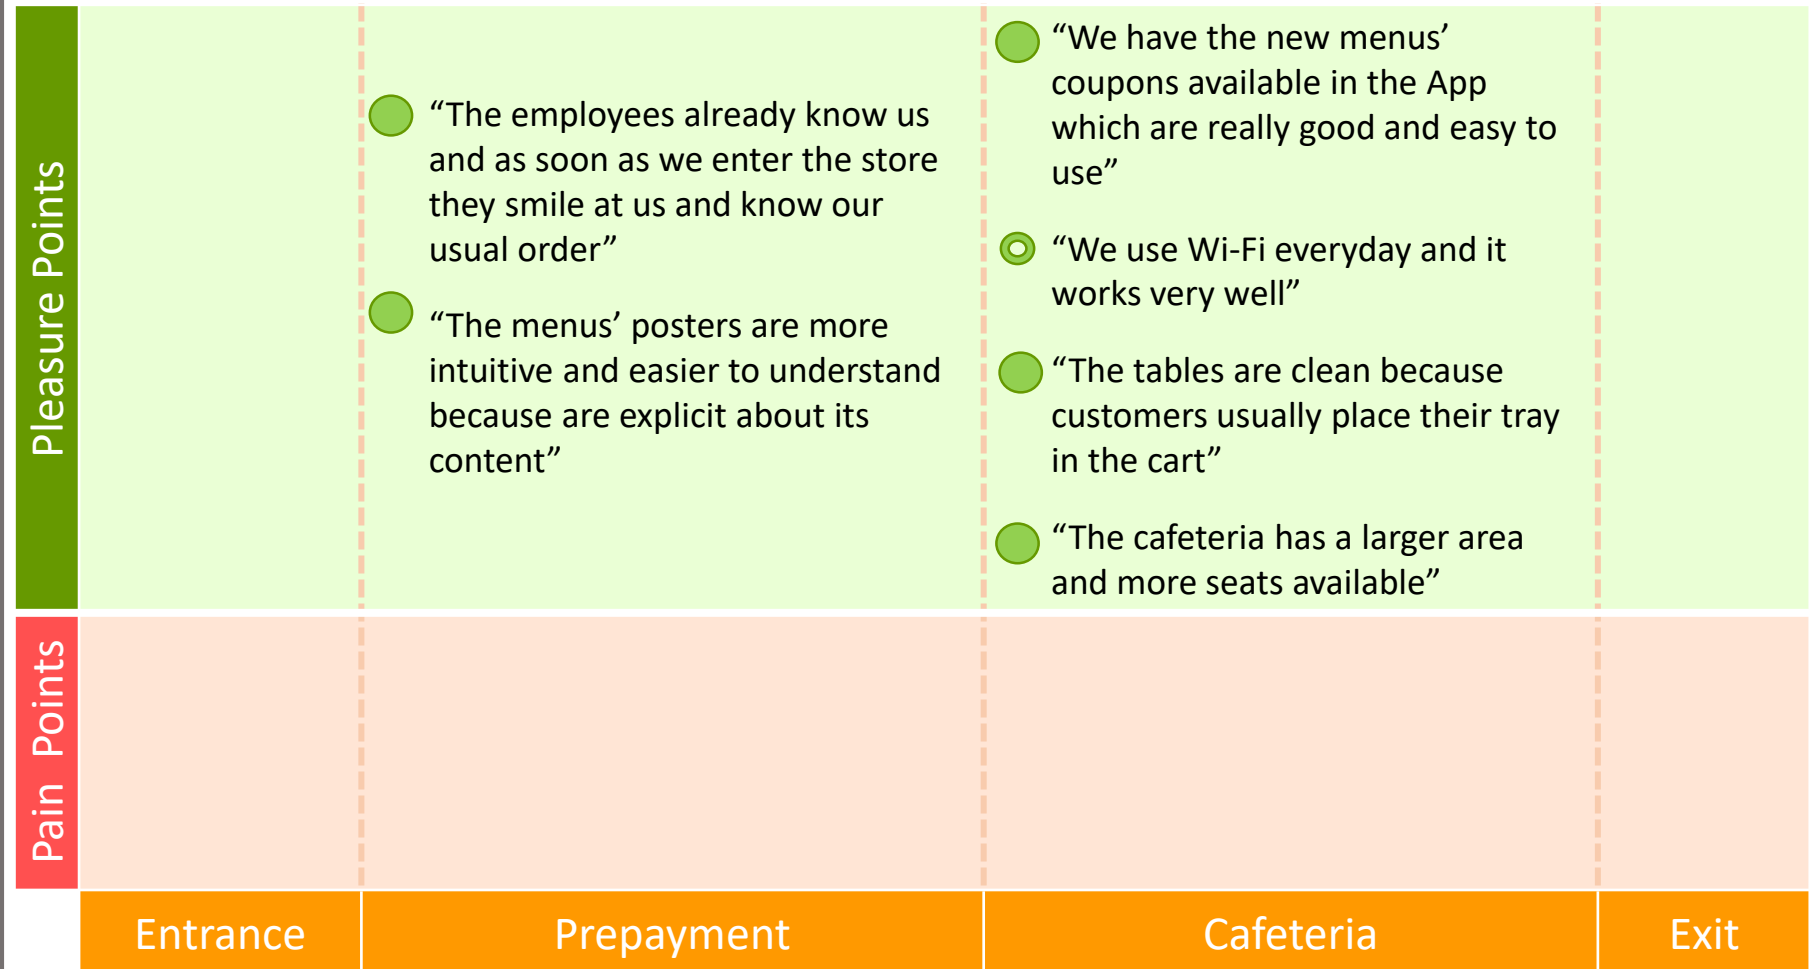 Pleasure Points
“The employees already know us
and as soon as we enter the store
they smile at us and know our
usual order”
“The menus’ posters are more
intuitive and easier to understand
because are explicit about its
content”
“We have the new menus’
coupons available in the App
which are really good and easy to
use”
“We use Wi-Fi everyday and it
works very well”
“The tables are clean because
customers usually place their tray
in the cart”
“The cafeteria has a larger area
and more seats available”
Pain Points
Entrance
Prepayment
Cafeteria
Exit